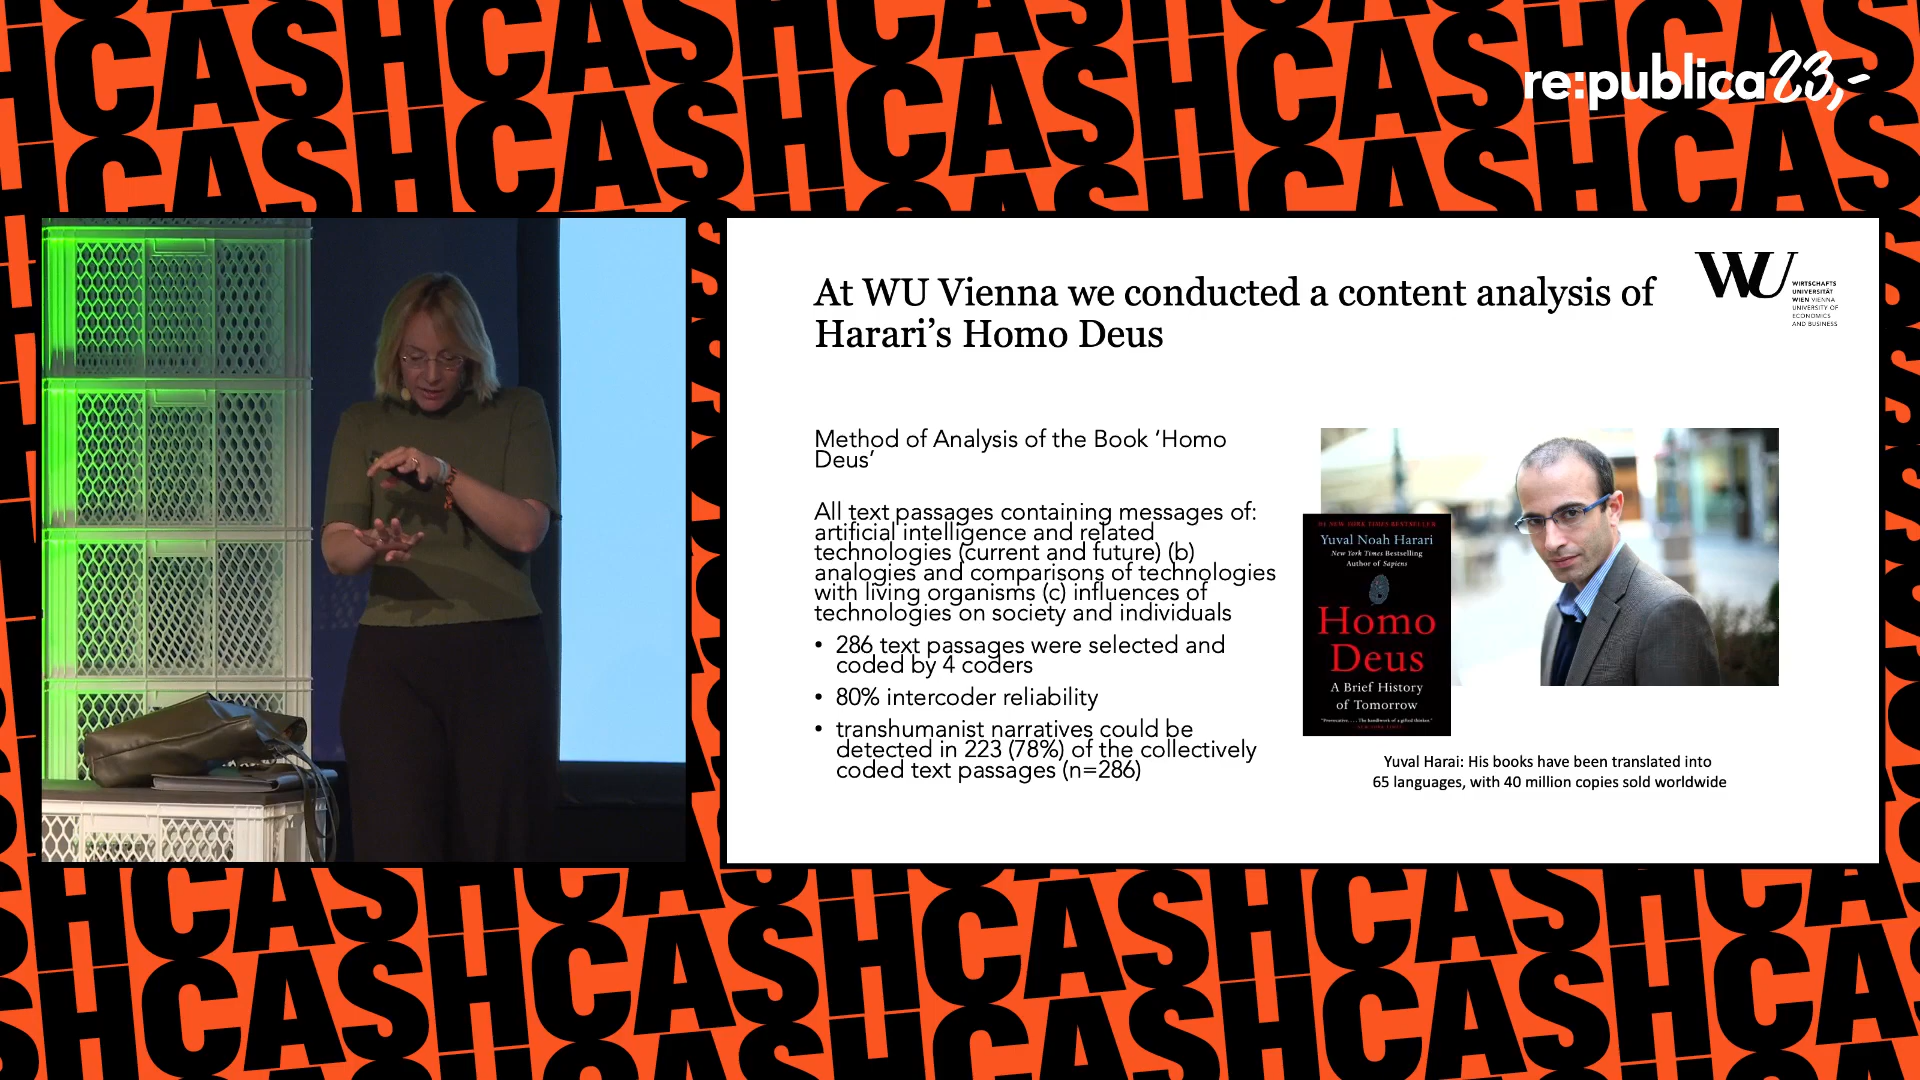 CASHCASHCASHCAS
CASHCASHCASHCAS
re:publica23,-
At WU Vienna we conducted a content analysis of
Harari’s Homo Deus
WU
WIRTSCHAFTS
UNIVERSITÄT
WIEN VIENNA
UNIVERSITY OF
ECONOMICS
AND BUSINESS
Method of Analysis of the Book ‘Homo
Deus’
All text passages containing messages of:
artificial intelligence and related
technologies (current and future) (b)
analogies and comparisons of technologies
with living organisms (c) influences of
technologies on society and individuals
• 286 text passages were selected and
coded by 4 coders
• 80% intercoder reliability
• transhumanist narratives could be
detected in 223 (78%) of the collectively
coded text passages (n=286)
#1 NEW YORK TIMES BESTSELLER
Yuval Noah Harari
New York Times Bestselling
Author of Sapiens
Homo
Deus
A Brief History
of Tomorrow
Yuval Harai: His books have been translated into
65 languages, with 40 million copies sold worldwide
HCASHCASHCASHCASHCA
HCASHCASHCASHCASHCAS